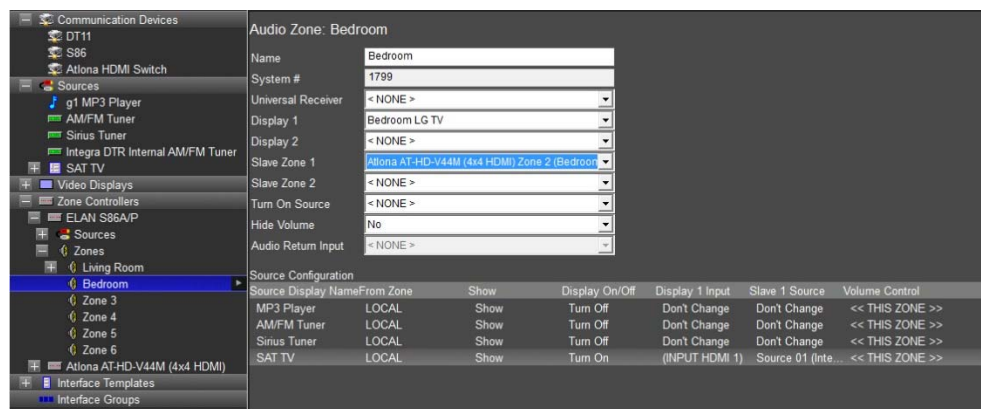 Communication Devices
DT11
S86
Atlona HDMI Switch
Sources
g1 MP3 Player
AM/FM Tuner
Sirius Tuner
Integra DTR Internal AM/FM Tuner
SAT TV
Video Displays
Zone Controllers
ELAN S86A/P
Sources
Zones
Living Room
Bedroom
Zone 3
Zone 4
Zone 5
Zone 6
Atlona AT-HD-V44M (4x4 HDMI)
Interface Templates
Interface Groups
Audio Zone: Bedroom
Name Bedroom
System # 1799
Universal Receiver < NONE >
Display 1 Bedroom LG TV
Display 2 < NONE >
Slave Zone 1 Atlona AT-HD-V44M (4x4 HDMI) Zone 2 (Bedroon
Slave Zone 2 < NONE >
Turn On Source < NONE >
Hide Volume No
Audio Return Input < NONE >
Source Configuration
Source Display Name From Zone Show Display On/Off Display 1 Input Slave 1 Source Volume Control
MP3 Player LOCAL Show Turn Off Don't Change Don't Change << THIS ZONE >>
AM/FM Tuner LOCAL Show Turn Off Don't Change Don't Change << THIS ZONE >>
Sirius Tuner LOCAL Show Turn Off Don't Change Don't Change << THIS ZONE >>
SAT TV LOCAL Show Turn On (INPUT HDMI 1) Source 01 (Inte... << THIS ZONE >>